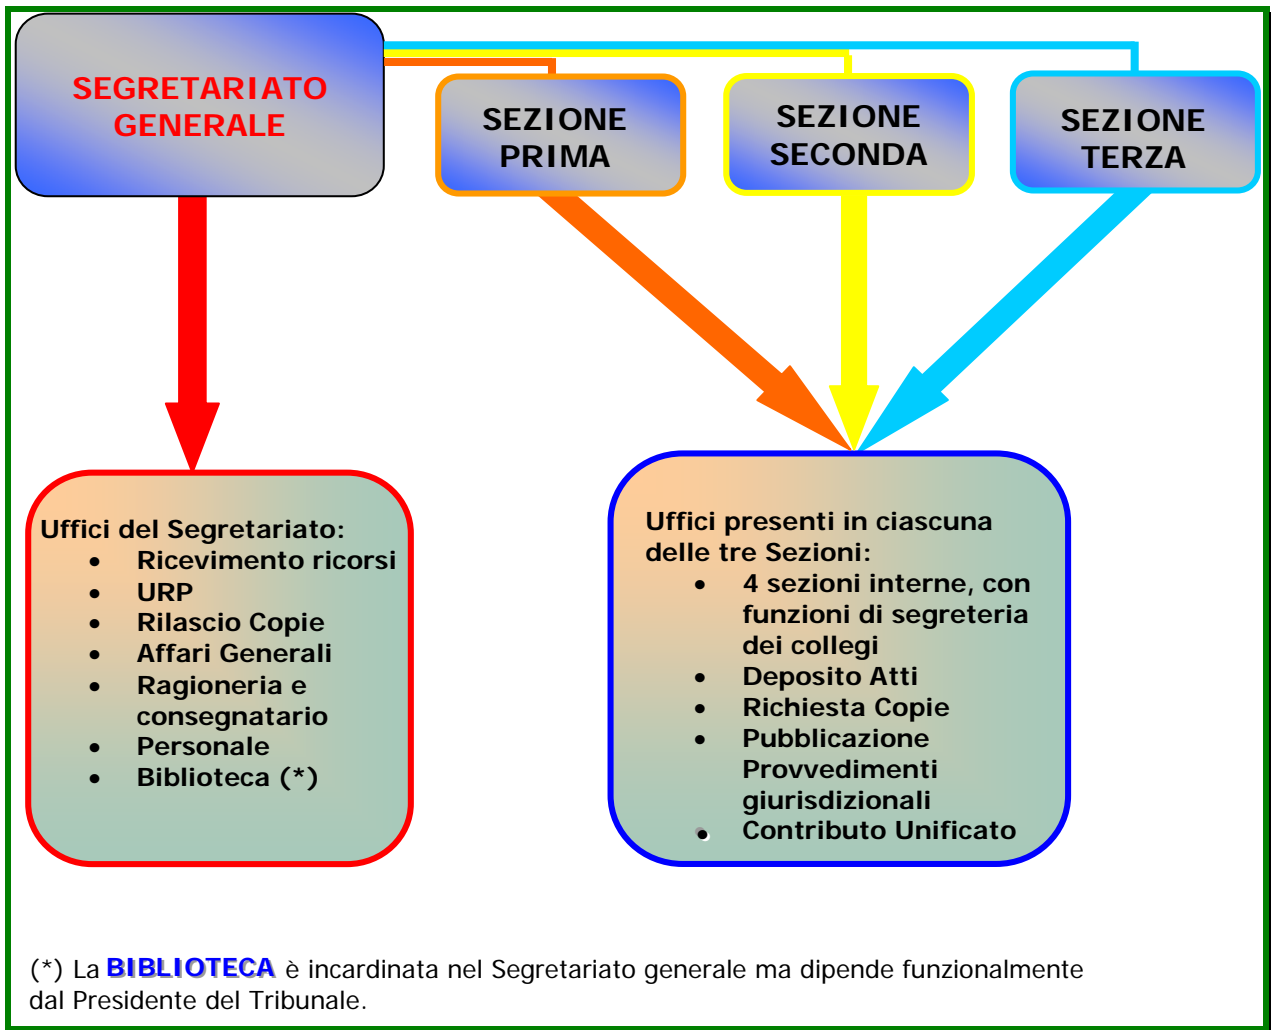 SEGRETARIATO
GENERALE
SEZIONE
PRIMA
SEZIONE
SECONDA
SEZIONE
TERZA
Uffici del Segretariato:
• Ricevimento ricorsi
• URP
• Rilascio Copie
• Affari Generali
• Ragioneria e
consegnatario
• Personale
• Biblioteca (*)
Uffici presenti in ciascuna
delle tre Sezioni:
• 4 sezioni interne, con
funzioni di segreteria
dei collegi
• Deposito Atti
• Richiesta Copie
• Pubblicazione
Provvedimenti
giurisdizionali
• Contributo Unificato
(*) La BIBLIOTECA è incardinata nel Segretariato generale ma dipende funzionalmente
dal Presidente del Tribunale.